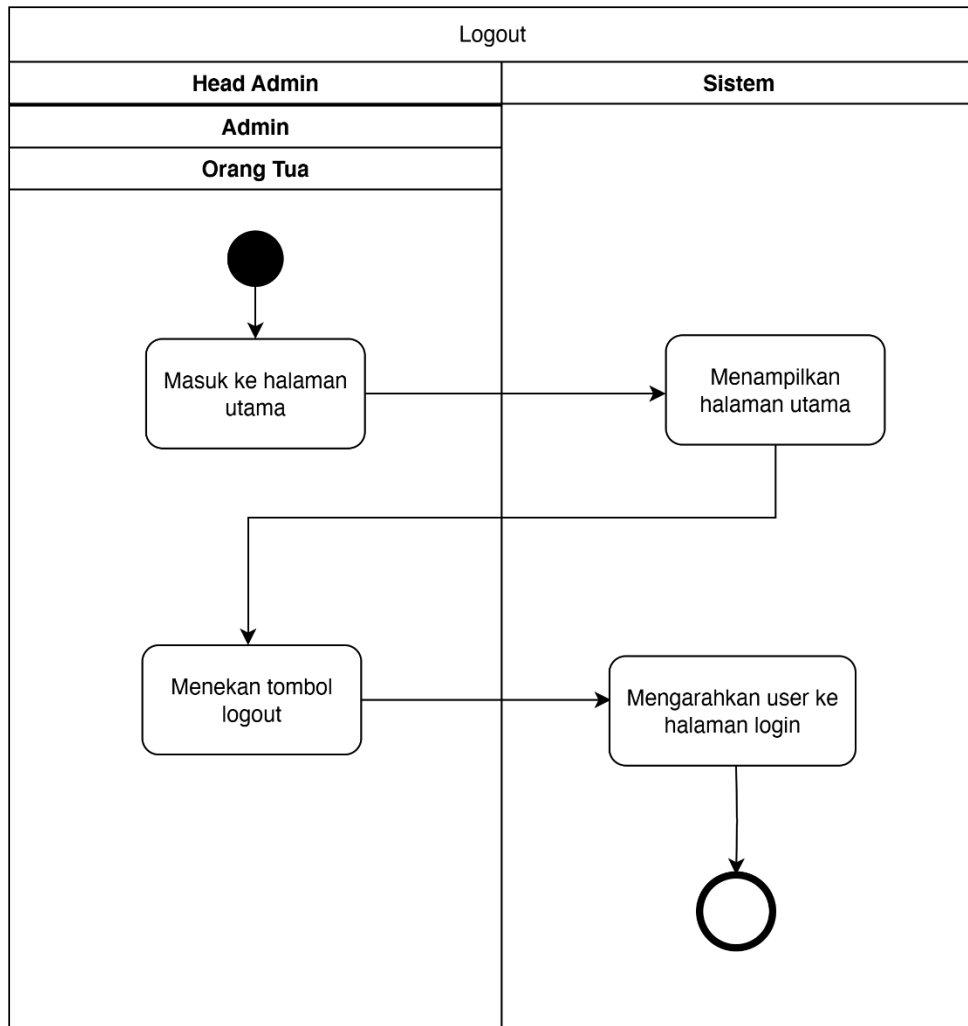 Logout
Head Admin
Sistem
Admin
Orang Tua
Masuk ke halaman
utama
Menampilkan
halaman utama
Menekan tombol
logout
Mengarahkan user ke
halaman login